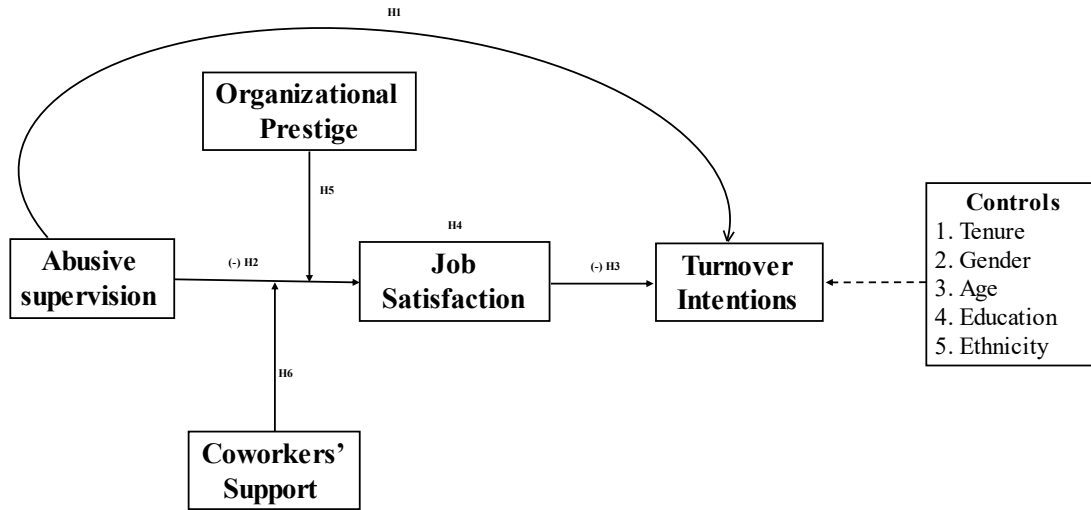 H1
Organizational
Prestige
H5
Abusive
supervision
(-) H2
H4
Job
Satisfaction
(-) H3
Turnover
Intentions
Controls
1. Tenure
2. Gender
3. Age
4. Education
5. Ethnicity
H6
Coworkers’
Support